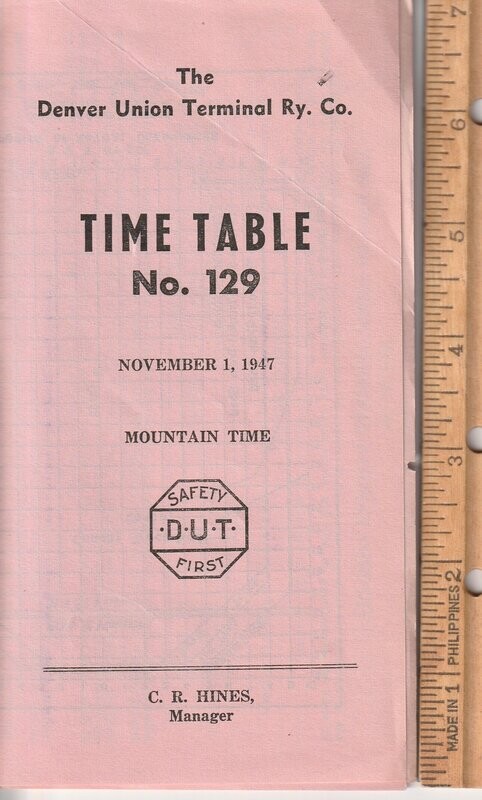 The
Denver Union Terminal Ry. Co.
TIME TABLE
No. 129
NOVEMBER 1, 1947
MOUNTAIN TIME
SAFETY
·D·U·T·
FIRST
C. R. HINES,
Manager
7
6
5
4
3
2
1
MADE IN PHILIPPINES